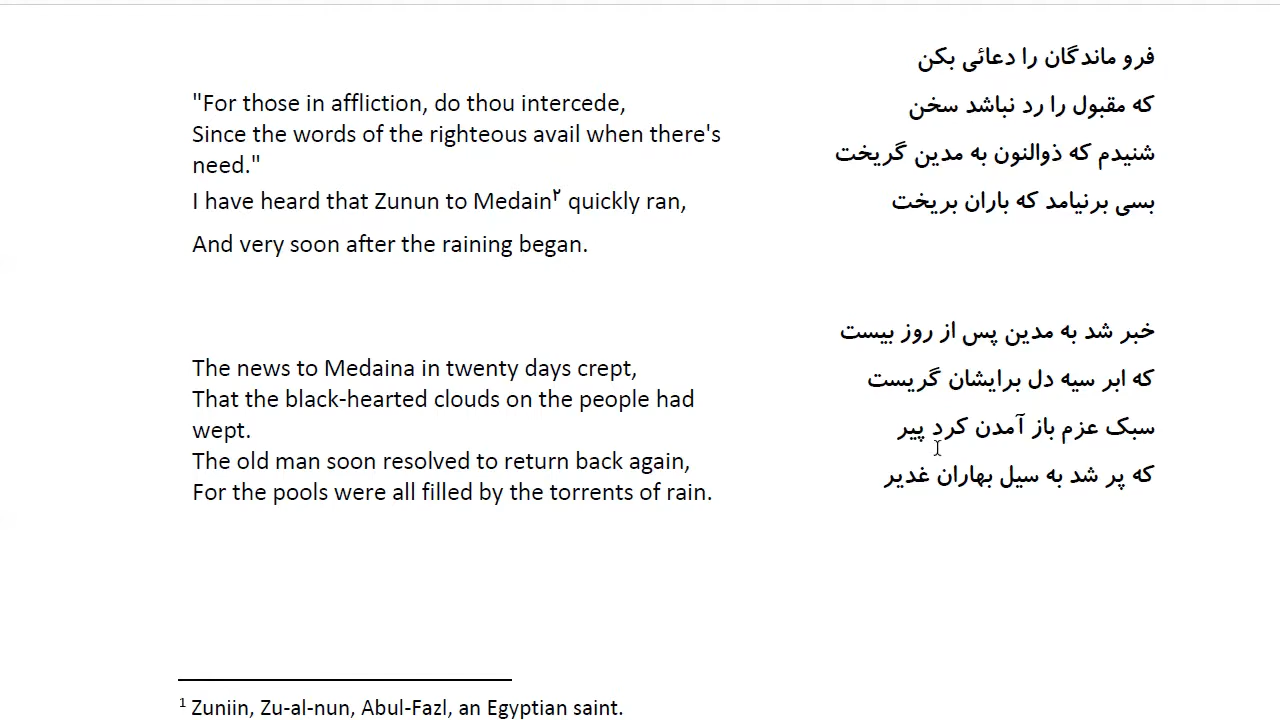 فرو ماندگان را دعائی بکن
"For those in affliction, do thou intercede,
که مقبول را رد نباشد سخن
Since the words of the righteous avail when there's
need."
شنیدم که ذوالنون به مدین گریخت
I have heard that Zunun to Medain۲ quickly ran,
بسی برنیامد که باران بریخت
And very soon after the raining began.
خبر شد به مدین پس از روز بیست
The news to Medaina in twenty days crept,
که ابر سیه دل برایشان گریست
That the black-hearted clouds on the people had
wept.
سبک عزم باز آمدن کرد پیر
The old man soon resolved to return back again,
که پر شد به سیل بهاران غدیر
For the pools were all filled by the torrents of rain.
1 Zuniin, Zu-al-nun, Abul-Fazl, an Egyptian saint.